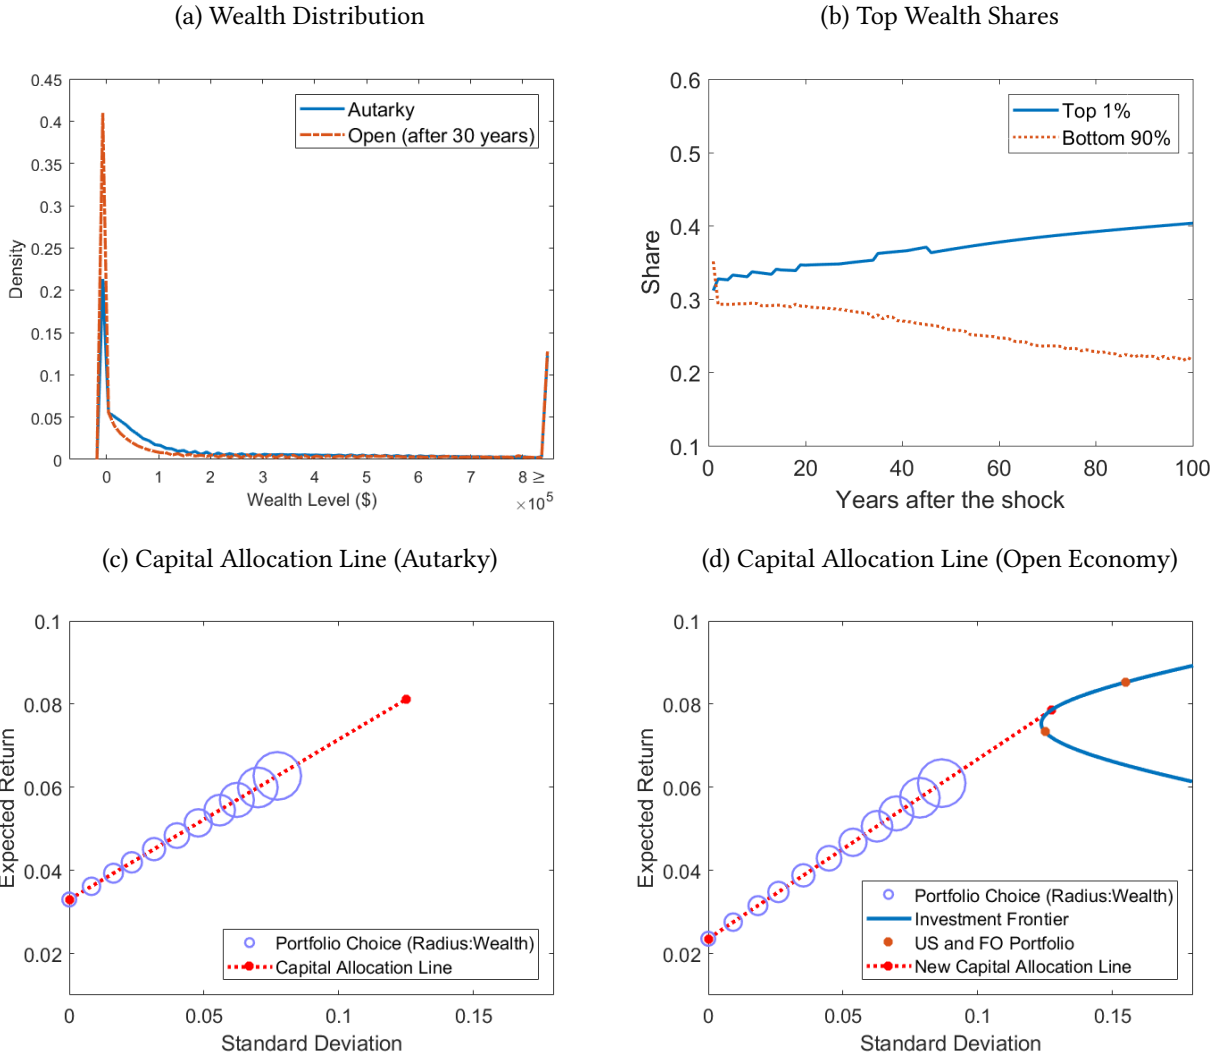 (a) Wealth Distribution
0.45
0.4
0.35
0.3
0.25
0.2
0.15
0.1
0.05
0
Density
Autarky
Open (after 30 years)
0 1 2 3 4 5 6 7 8 ≥
Wealth Level ($)
×10⁵
(b) Top Wealth Shares
0.6
0.5
0.4
0.3
0.2
0.1
Share
Top 1%
Bottom 90%
0 20 40 60 80 100
Years after the shock
(c) Capital Allocation Line (Autarky)
0.1
0.08
0.06
0.04
0.02
Expected Return
Portfolio Choice (Radius:Wealth)
Capital Allocation Line
0 0.05 0.1 0.15
Standard Deviation
(d) Capital Allocation Line (Open Economy)
0.1
0.08
0.06
0.04
0.02
Expected Return
Portfolio Choice (Radius:Wealth)
Investment Frontier
US and FO Portfolio
New Capital Allocation Line
0 0.05 0.1 0.15
Standard Deviation